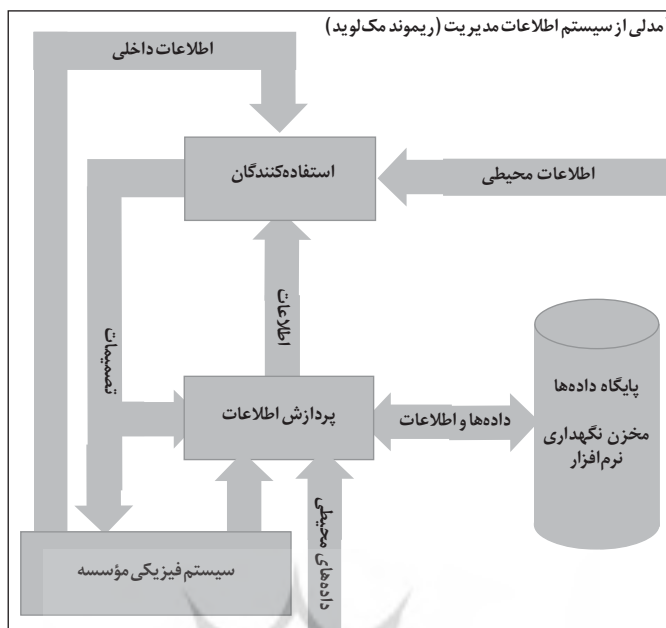 مدلی از سیستم اطلاعات مدیریت (ریموند مک‌لوید)
اطلاعات داخلی
استفاده‌کنندگان
اطلاعات محیطی
اطلاعات
تصمیمات
پردازش اطلاعات
داده‌ها و اطلاعات
پایگاه داده‌ها
مخزن نگهداری
نرم‌افزار
داده‌های محیطی
سیستم فیزیکی مؤسسه